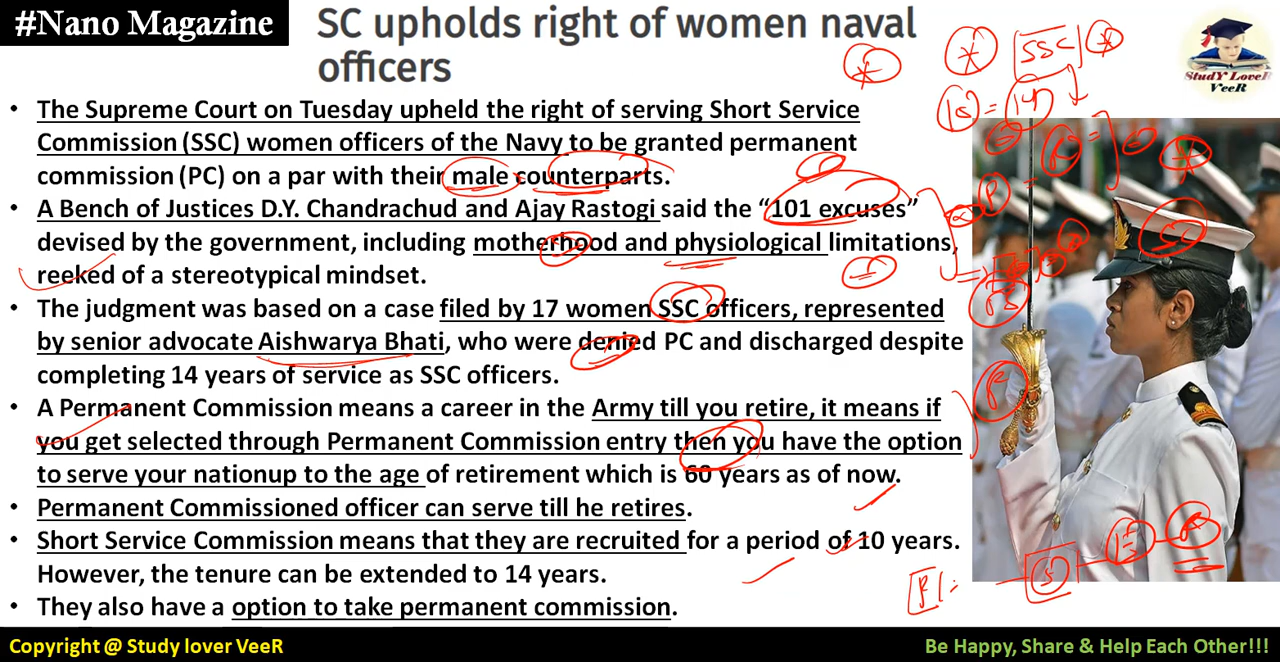 #Nano Magazine
SC upholds right of women naval
officers
StudY LoveR
VeeR
• The Supreme Court on Tuesday upheld the right of serving Short Service
Commission (SSC) women officers of the Navy to be granted permanent
commission (PC) on a par with their male counterparts.
• A Bench of Justices D.Y. Chandrachud and Ajay Rastogi said the “101 excuses”
devised by the government, including motherhood and physiological limitations,
reeked of a stereotypical mindset.
• The judgment was based on a case filed by 17 women SSC officers, represented
by senior advocate Aishwarya Bhati, who were denied PC and discharged despite
completing 14 years of service as SSC officers.
• A Permanent Commission means a career in the Army till you retire, it means if
you get selected through Permanent Commission entry then you have the option
to serve your nationup to the age of retirement which is 60 years as of now.
• Permanent Commissioned officer can serve till he retires.
• Short Service Commission means that they are recruited for a period of 10 years.
However, the tenure can be extended to 14 years.
• They also have a option to take permanent commission.
SSC
Copyright @ Study lover VeeR
Be Happy, Share & Help Each Other!!!